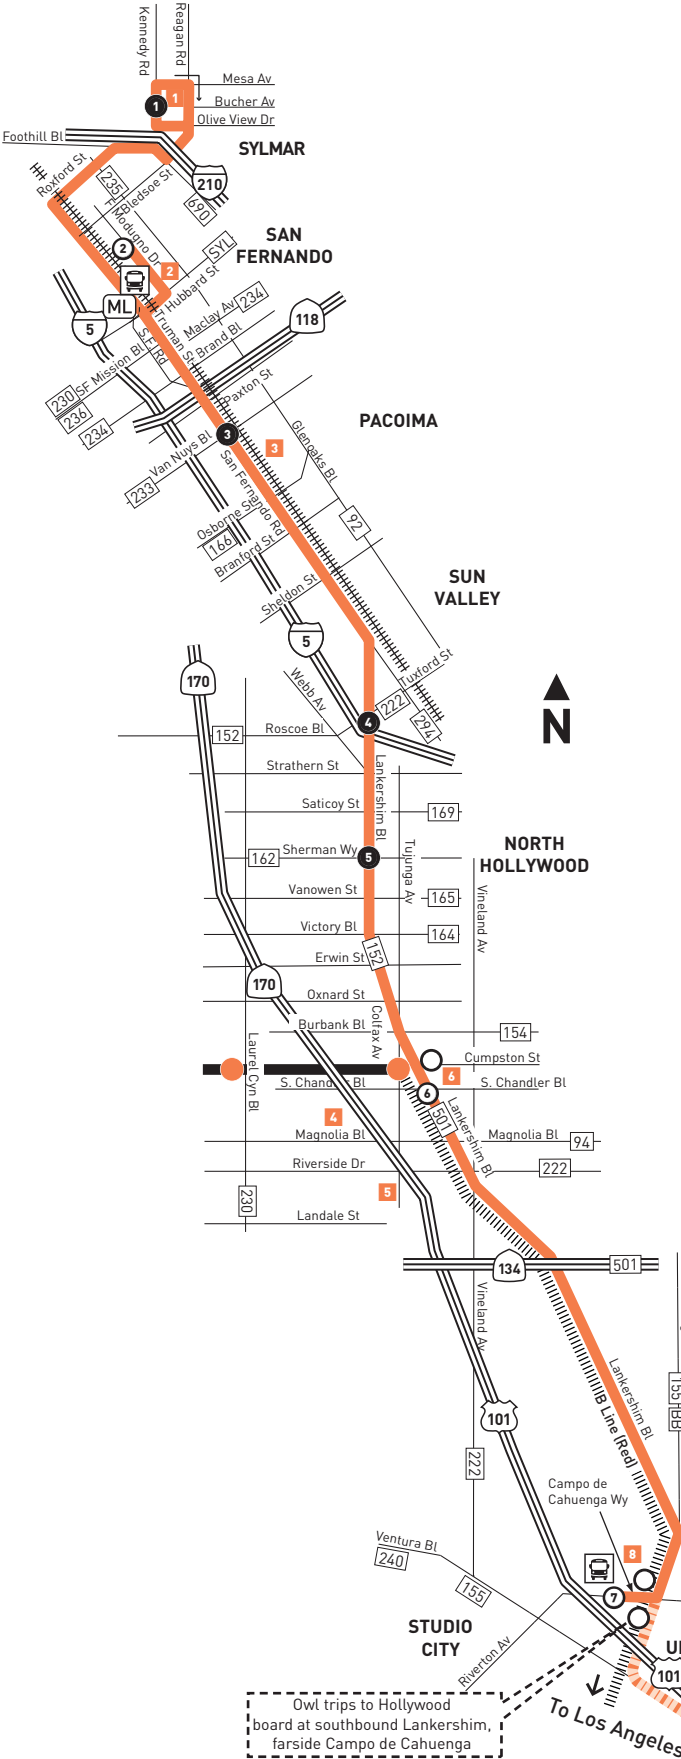 Kennedy Rd
Reagan Rd
Mesa Av
1
1
Bucher Av
Olive View Dr
Foothill Bl
SYLMAR
Roxford St
235
Bledsoe St
210
690
T. Modugno Dr
2
SYL
SAN
FERNANDO
2
Hubbard St
ML
5
Maclay Av
234
118
Truman St
S.F. Rd
Brand Bl
SF Mission Bl
230
236
234
Paxton St
PACOIMA
3
Van Nuys Bl
233
3
Glenoaks Bl
San Fernando Rd
Osborne St
166
92
Branford St
Sheldon St
SUN
VALLEY
5
Tuxford St
170
Webb Av
222
294
N
4
152
Roscoe Bl
Strathern St
Lankershim Bl
Saticoy St
169
NORTH
HOLLYWOOD
162
Sherman Wy
5
Tujunga Av
Vanowen St
165
Vineland Av
Victory Bl
164
152
Erwin St
170
Oxnard St
Colfax Av
Burbank Bl
154
Laurel Cyn Bl
Cumpston St
6
S. Chandler Bl
S. Chandler Bl
6
501
Lankershim Bl
4
Magnolia Bl
Magnolia Bl
94
Riverside Dr
222
5
230
Landale St
134
501
Vineland Av
Lankershim Bl
155
BB
B Line (Red)
101
222
Campo de
Cahuenga Wy
Ventura Bl
240
8
155
7
STUDIO
CITY
Riverton Av
101
Owl trips to Hollywood
board at southbound Lankershim,
farside Campo de Cahuenga
To Los Angeles